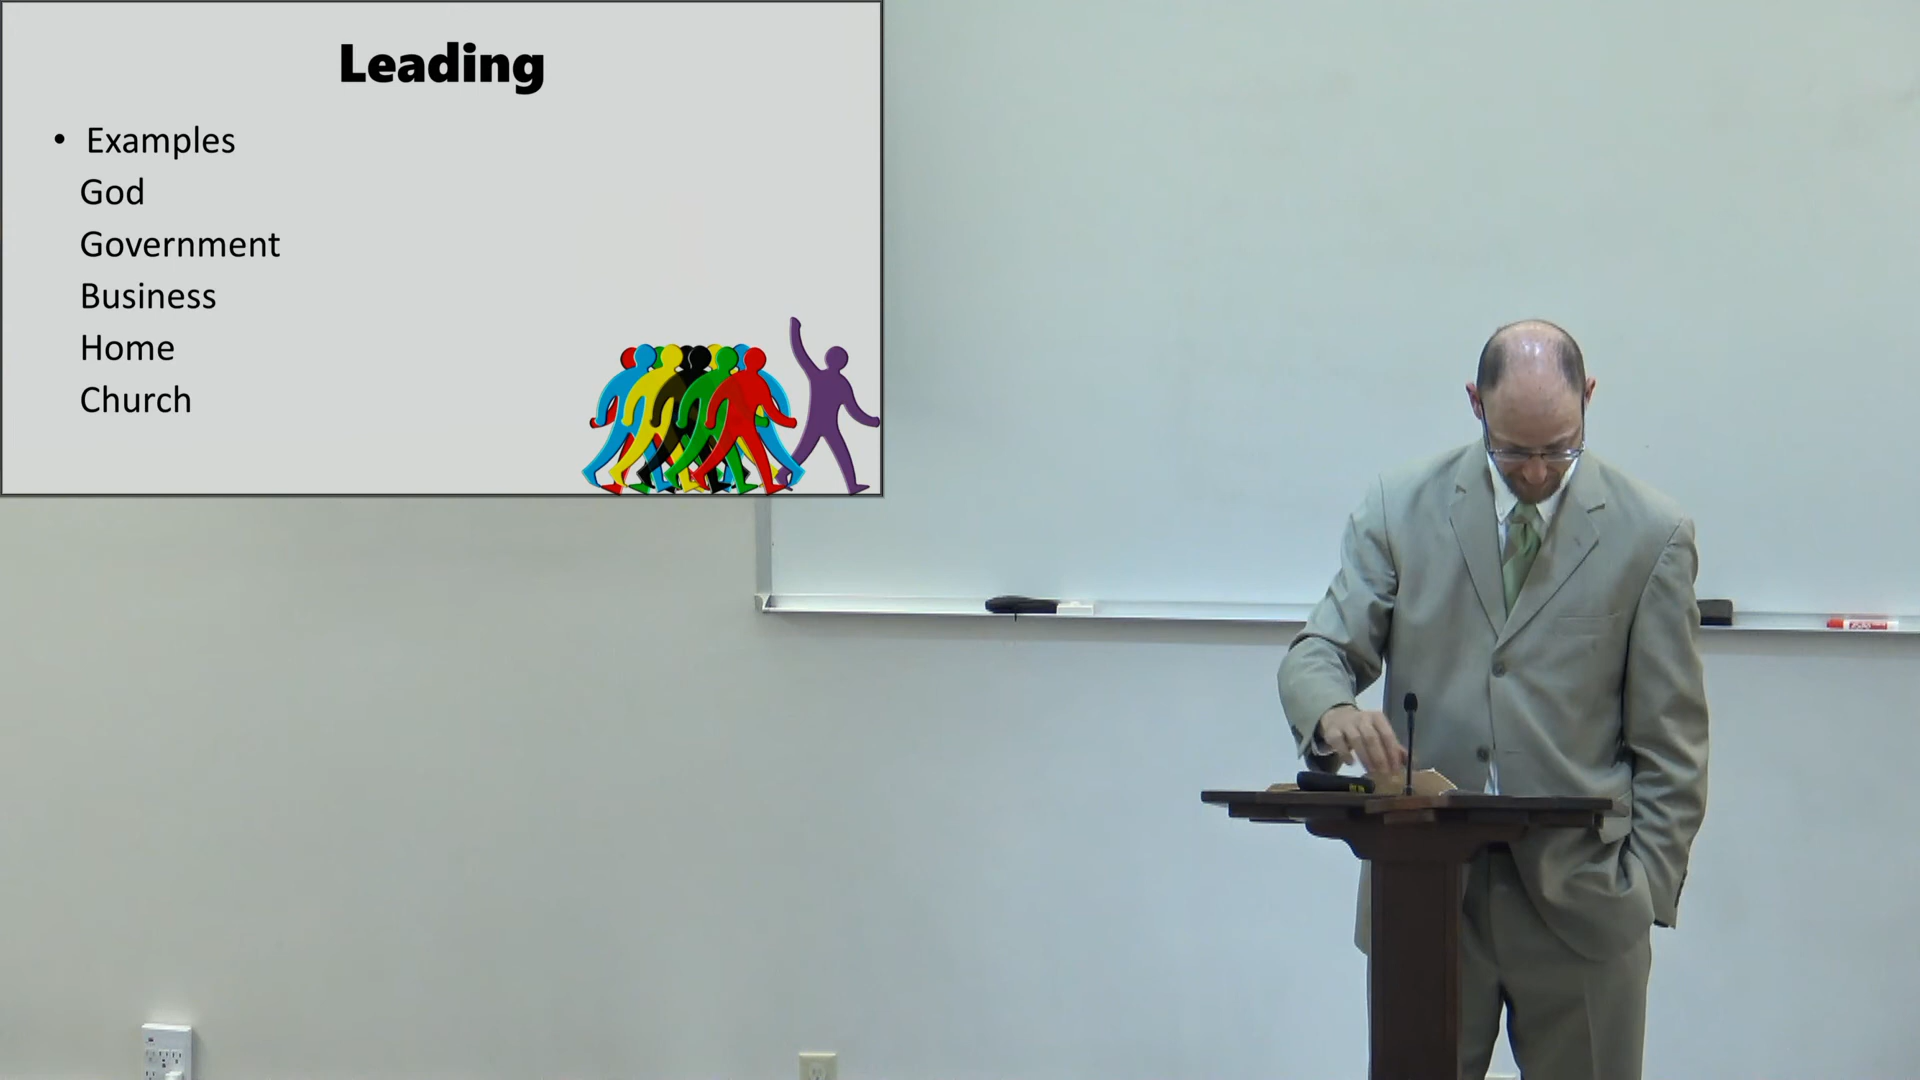 Leading
• Examples
God
Government
Business
Home
Church